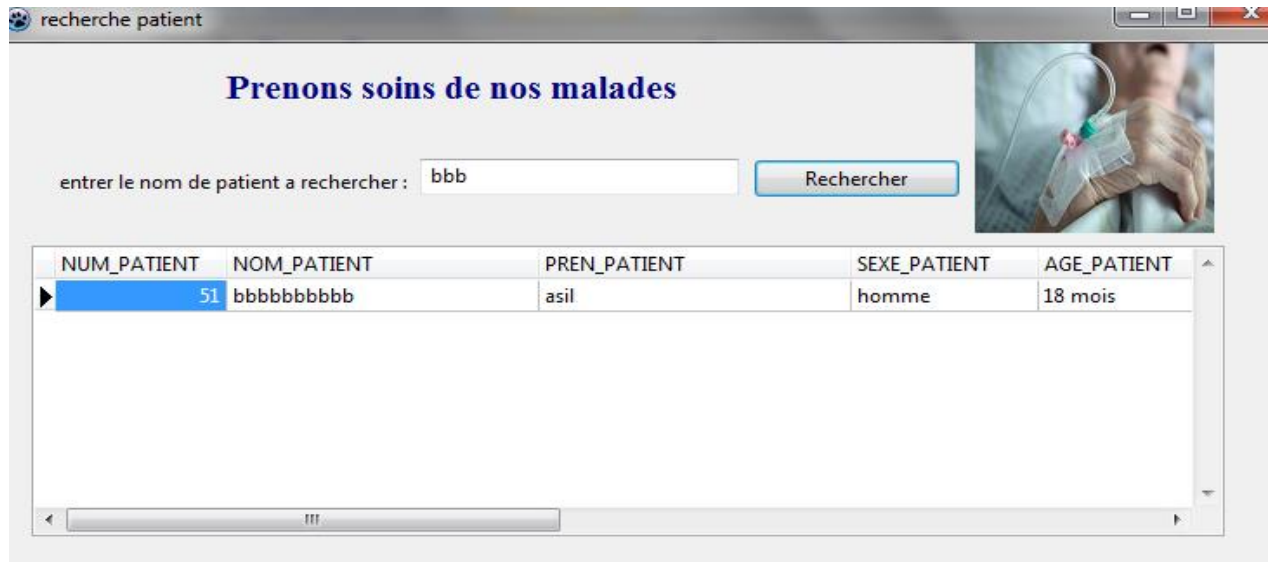 recherche patient
Prenons soins de nos malades
entrer le nom de patient a rechercher : bbb Rechercher
NUM_PATIENT NOM_PATIENT PREN_PATIENT SEXE_PATIENT AGE_PATIENT
51 bbbbbbbbbb asil homme 18 mois